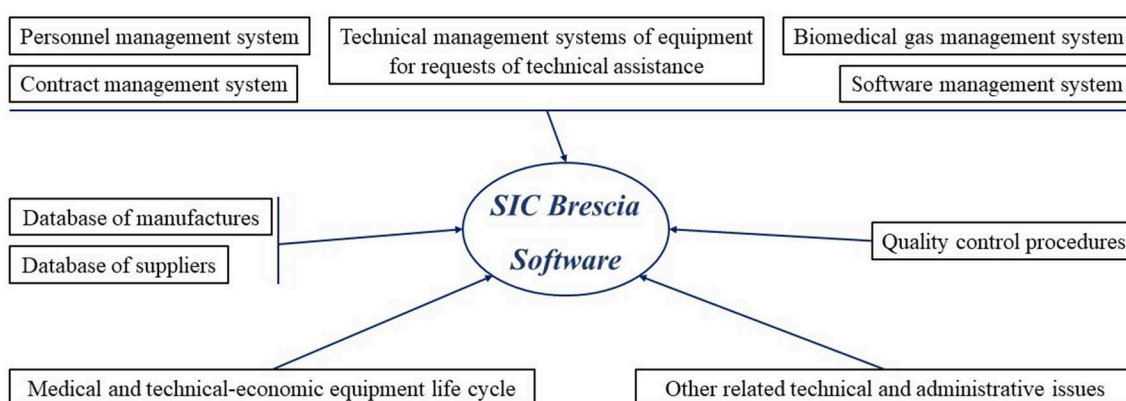 Personnel management system
Technical management systems of equipment
for requests of technical assistance
Biomedical gas management system
Contract management system
Software management system
SIC Brescia
Software
Database of manufactures
Database of suppliers
Quality control procedures
Medical and technical-economic equipment life cycle
Other related technical and administrative issues